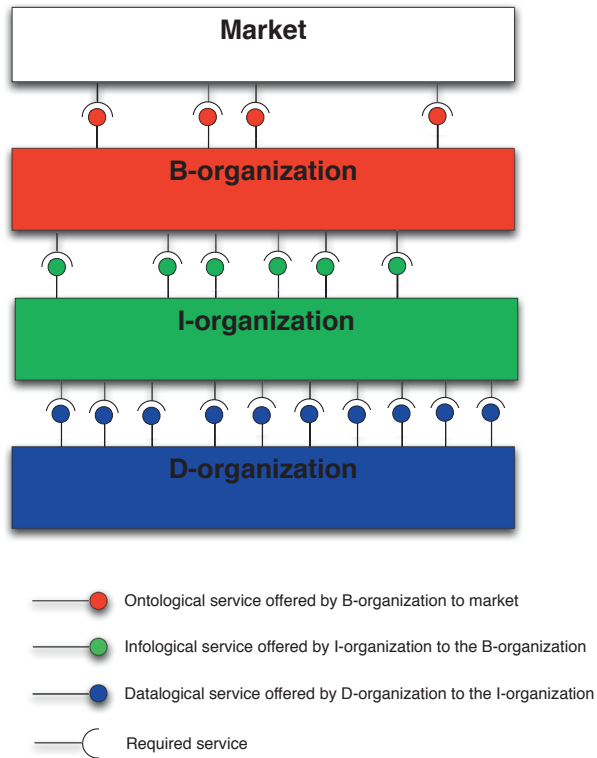 Market
B-organization
I-organization
D-organization
Ontological service offered by B-organization to market
Infological service offered by I-organization to the B-organization
Datalogical service offered by D-organization to the I-organization
Required service